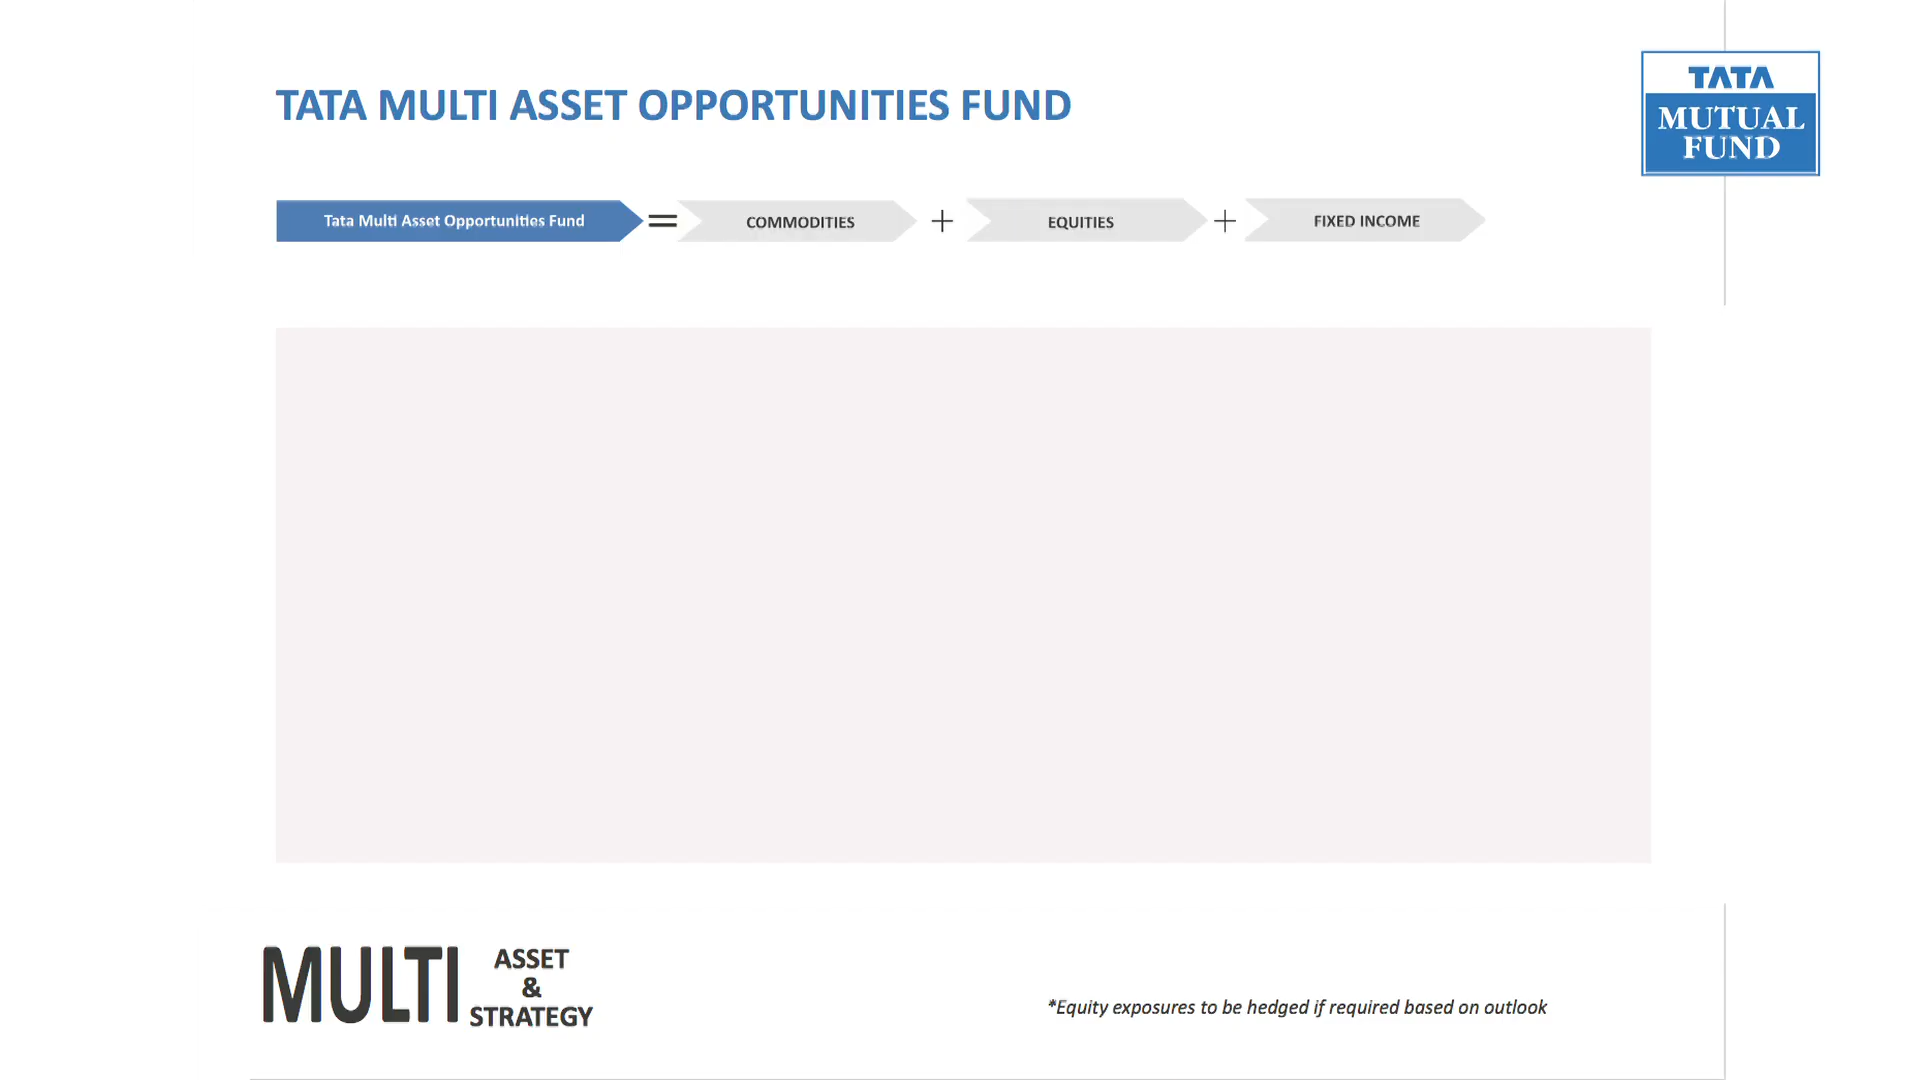 TATA MULTI ASSET OPPORTUNITIES FUND
TATA
MUTUAL
FUND
Tata Multi Asset Opportunities Fund = COMMODITIES + EQUITIES + FIXED INCOME
MULTI ASSET
&
STRATEGY
*Equity exposures to be hedged if required based on outlook